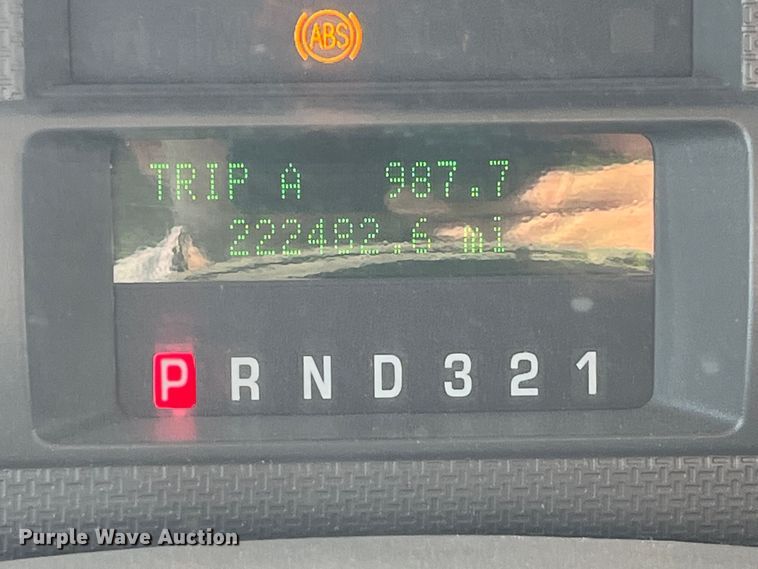 ABS
TRIP A 987.7
222492.6 mi
P R N D 3 2 1
Purple Wave Auction